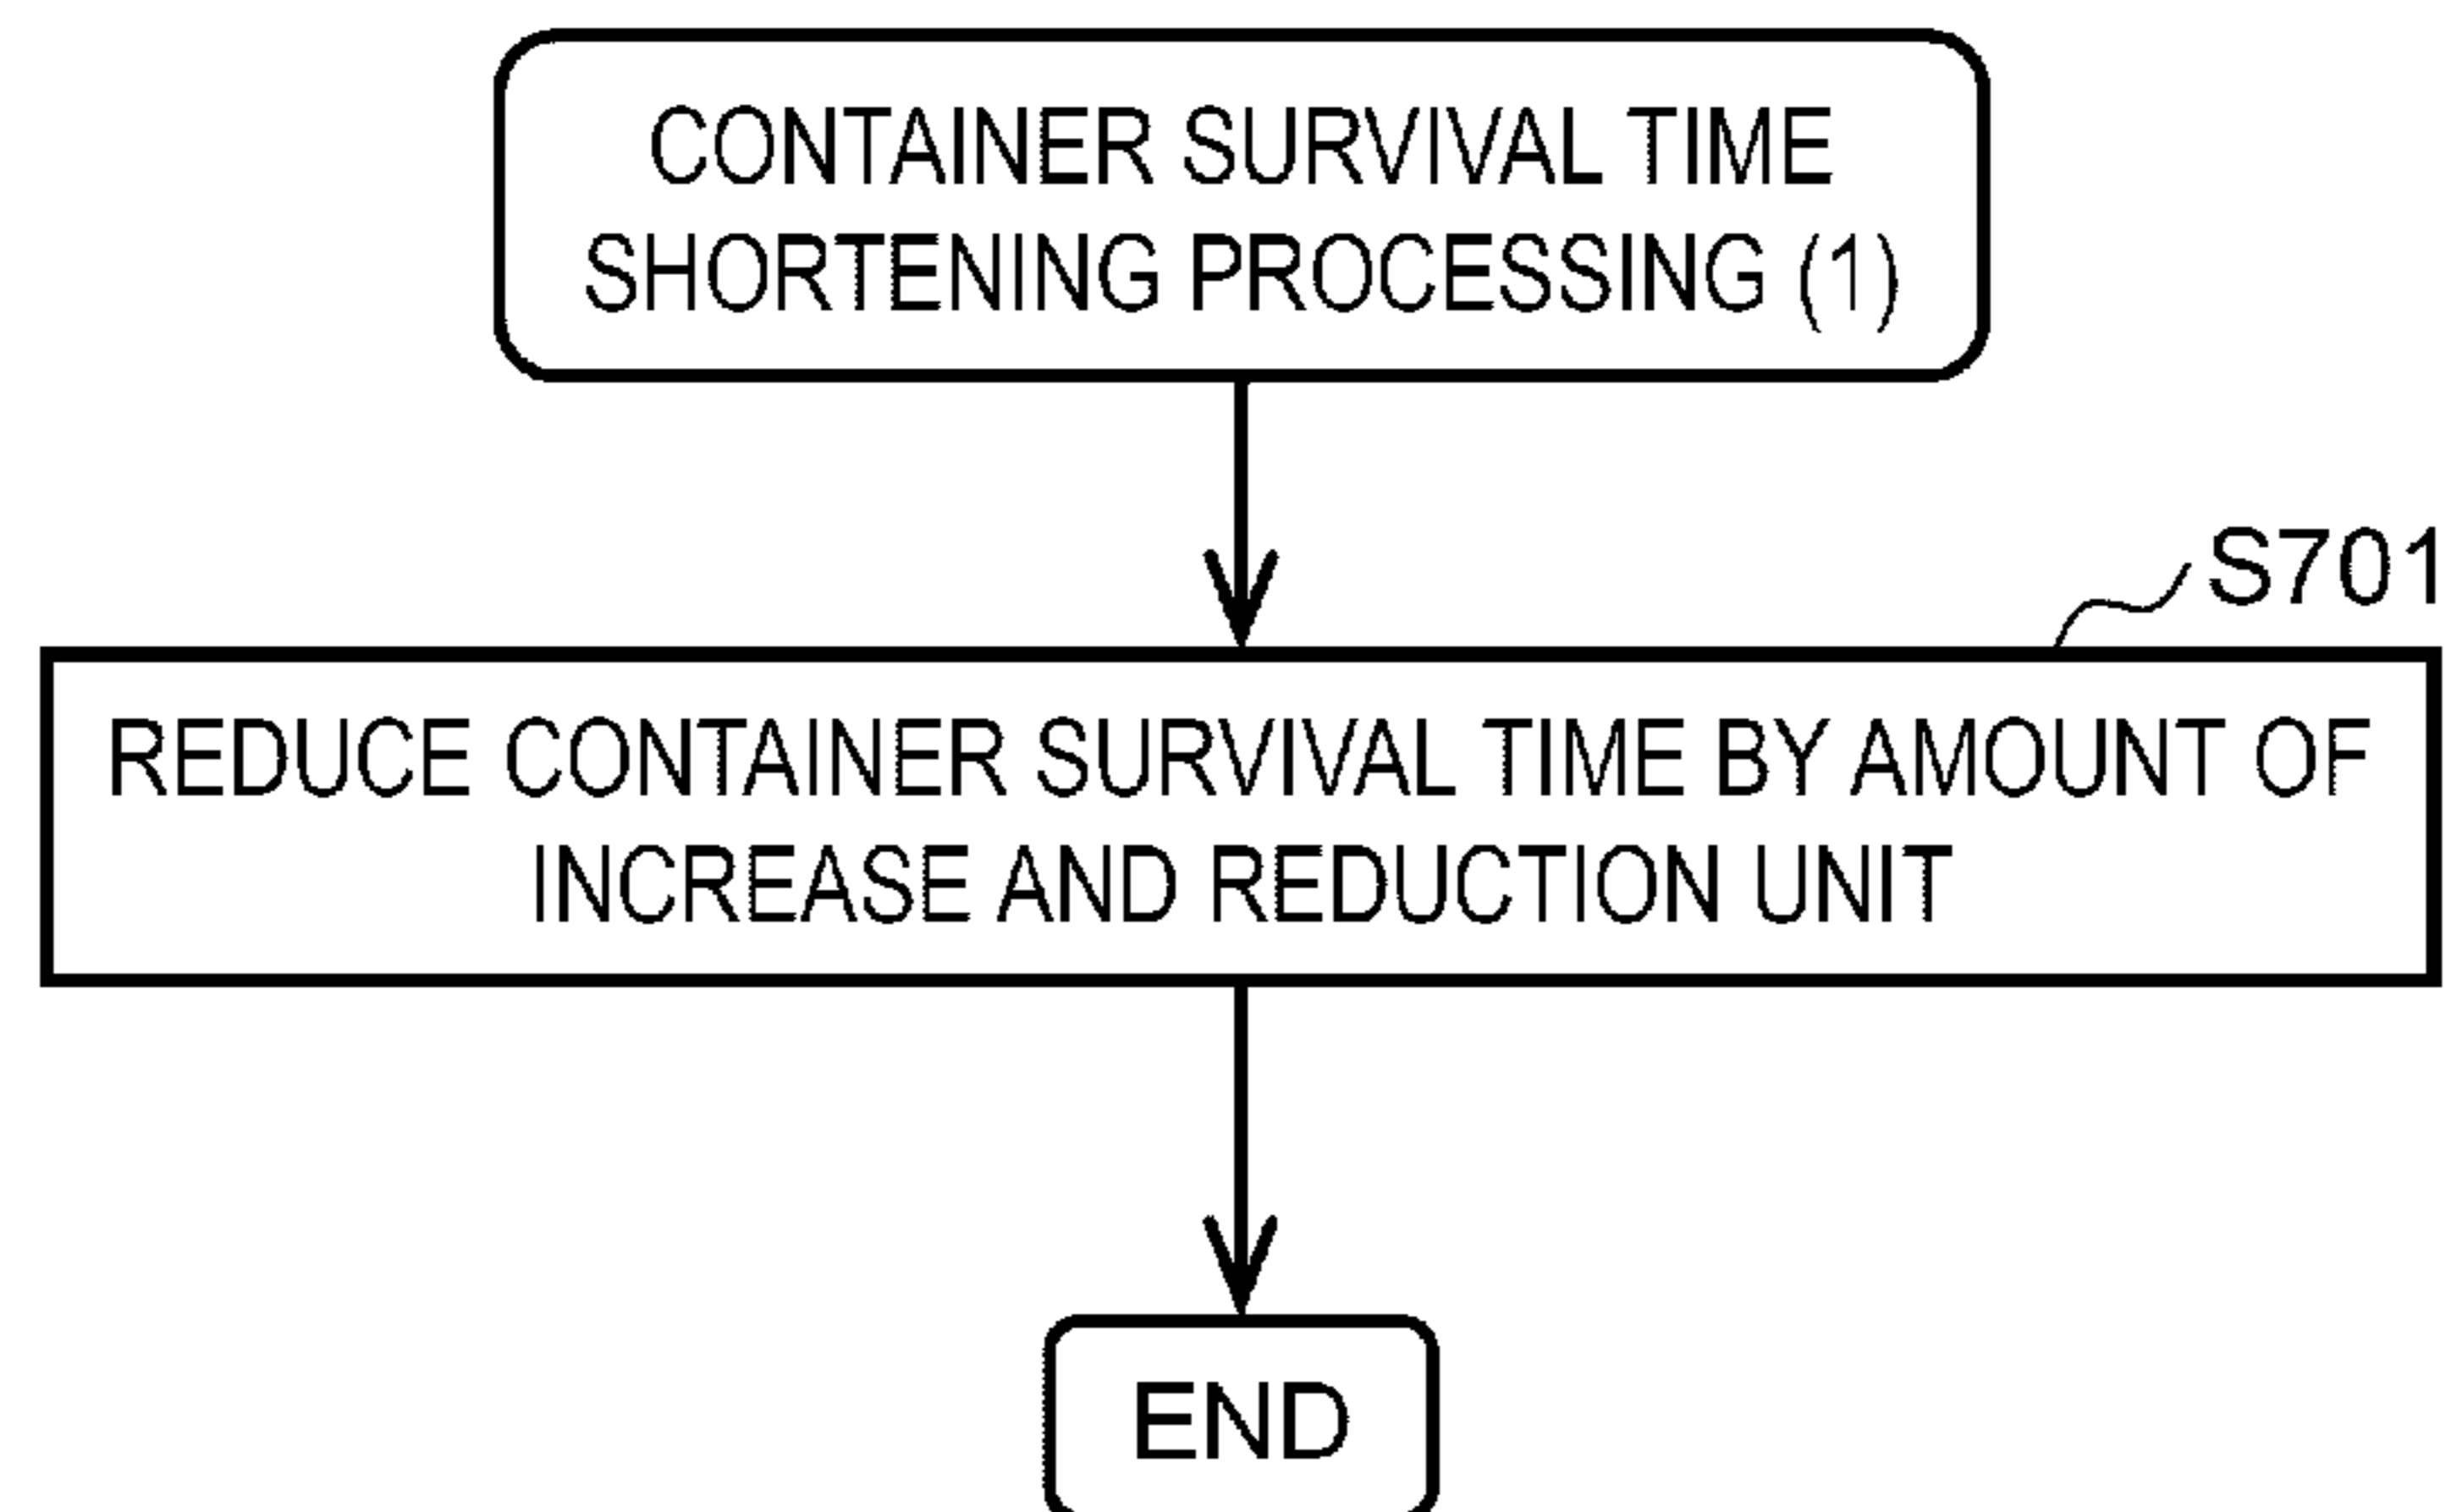 CONTAINER SURVIVAL TIME
SHORTENING PROCESSING (1)
S701
REDUCE CONTAINER SURVIVAL TIME BY AMOUNT OF
INCREASE AND REDUCTION UNIT
END